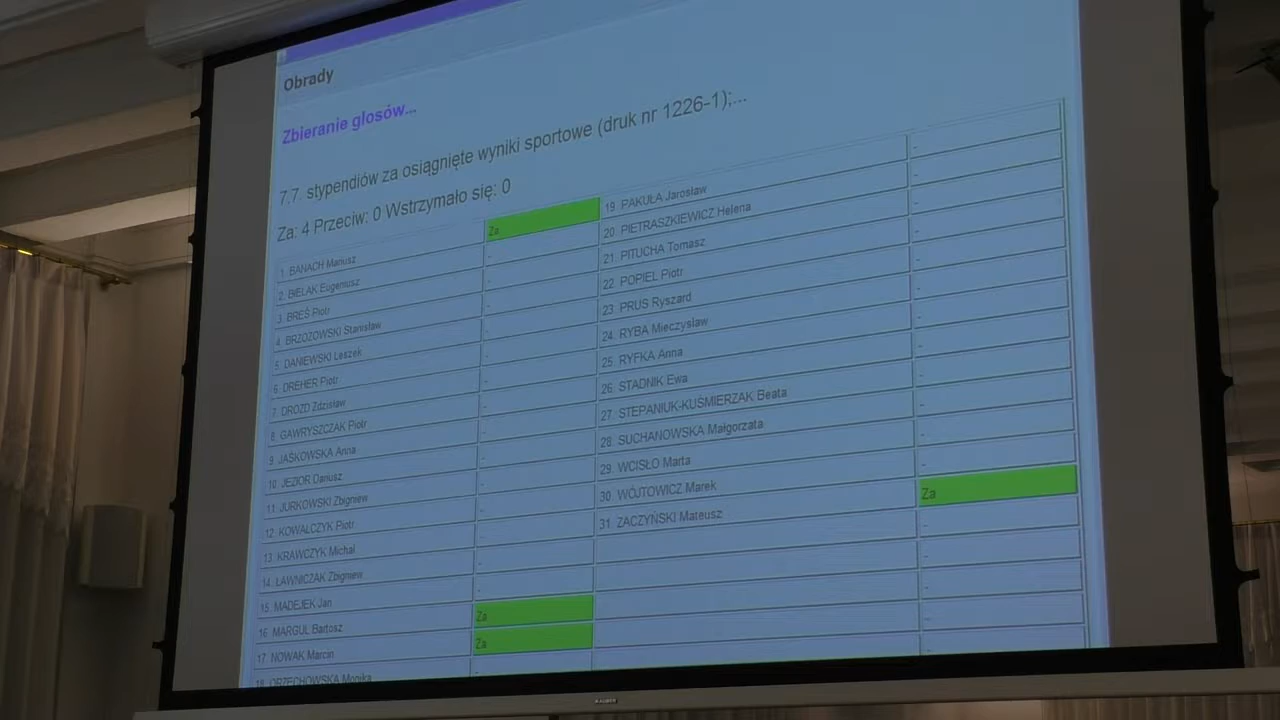 Obrady
Zbieranie głosów...
7.7. stypendiów za osiągnięte wyniki sportowe (druk nr 1226-1);...
Za: 4 Przeciw: 0 Wstrzymało się: 0
1. BANACH Mariusz Za
2. BIELAK Eugeniusz -
3. BREŚ Piotr -
4. BRZOZOWSKI Stanisław -
5. DANIEWSKI Leszek -
6. DREHER Piotr -
7. DROZD Zdzisław -
8. GAWRYSZCZAK Piotr -
9. JAŚKOWSKA Anna -
10. JEZIOR Dariusz -
11. JURKOWSKI Zbigniew -
12. KOWALCZYK Piotr -
13. KRAWCZYK Michał -
14. ŁAWNICZAK Zbigniew -
15. MADEJEK Jan -
16. MARGUL Bartosz Za
17. NOWAK Marcin Za
18. ORZECHOWSKA Monika -
19. PAKUŁA Jarosław -
20. PIETRASZKIEWICZ Helena -
21. PITUCHA Tomasz -
22. POPIEL Piotr -
23. PRUS Ryszard -
24. RYBA Mieczysław -
25. RYFKA Anna -
26. STADNIK Ewa -
27. STEPANIUK-KUŚMIERZAK Beata -
28. SUCHANOWSKA Małgorzata -
29. WCISŁO Marta -
30. WÓJTOWICZ Marek Za
31. ZACZYŃSKI Mateusz -